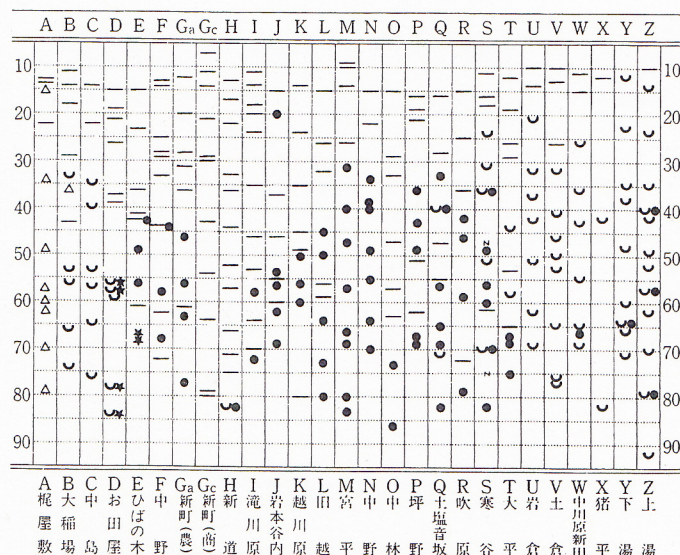 A B C D E F Ga Gc H I J K L M N O P Q R S T U V W X Y Z
10 10
20 20
30 30
40 40
50 50
60 60
70 70
80 80
90 90
A B C D E F Ga Gc H I J K L M N O P Q R S T U V W X Y Z
梶屋敷
大稲場
中島
お田屋
ひばの木
中野
新町(農)
新町(商)
新道
滝川原
岩本谷内
越川原
旧越
宮平
中野
中林
坪野
土塩音坂
吹原
寒谷
大平
岩倉
土倉
中川原新田
猪平
下湯
上湯